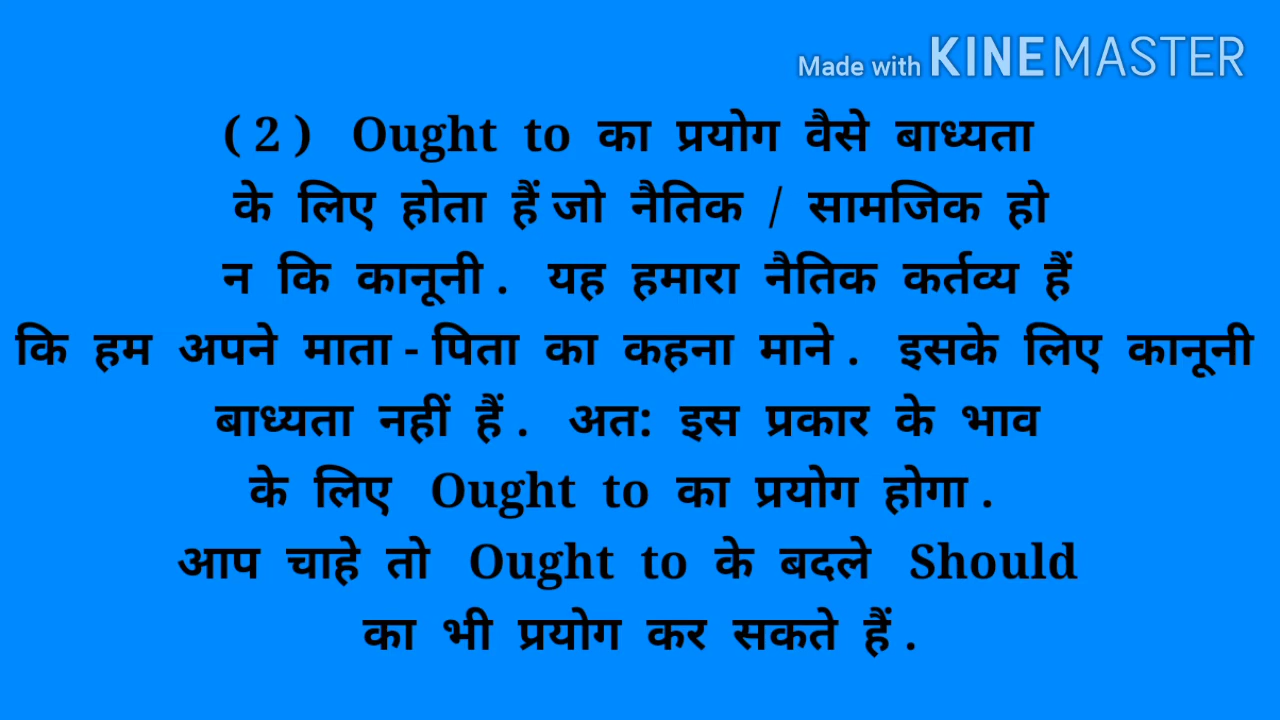 Made with KINEMASTER
( 2 ) Ought to का प्रयोग वैसे बाध्यता
के लिए होता हैं जो नैतिक / सामजिक हो
न कि कानूनी . यह हमारा नैतिक कर्तव्य हैं
कि हम अपने माता - पिता का कहना माने . इसके लिए कानूनी
बाध्यता नहीं हैं . अत: इस प्रकार के भाव
के लिए Ought to का प्रयोग होगा .
आप चाहे तो Ought to के बदले Should
का भी प्रयोग कर सकते हैं .